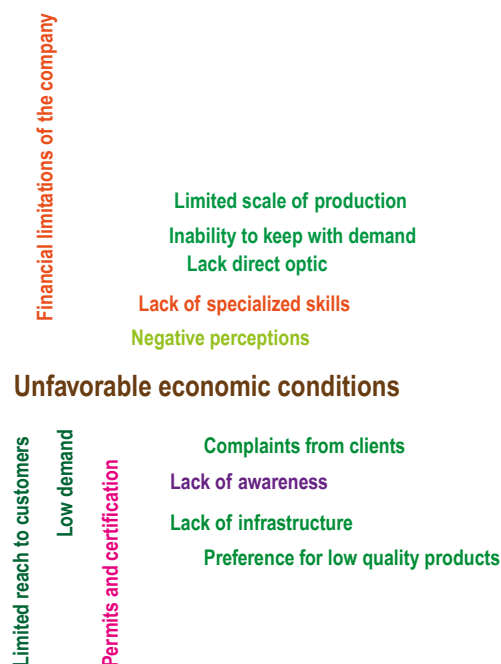 Financial limitations of the company
Limited scale of production
Inability to keep with demand
Lack direct optic
Lack of specialized skills
Negative perceptions
Unfavorable economic conditions
Limited reach to customers
Low demand
Permits and certification
Complaints from clients
Lack of awareness
Lack of infrastructure
Preference for low quality products